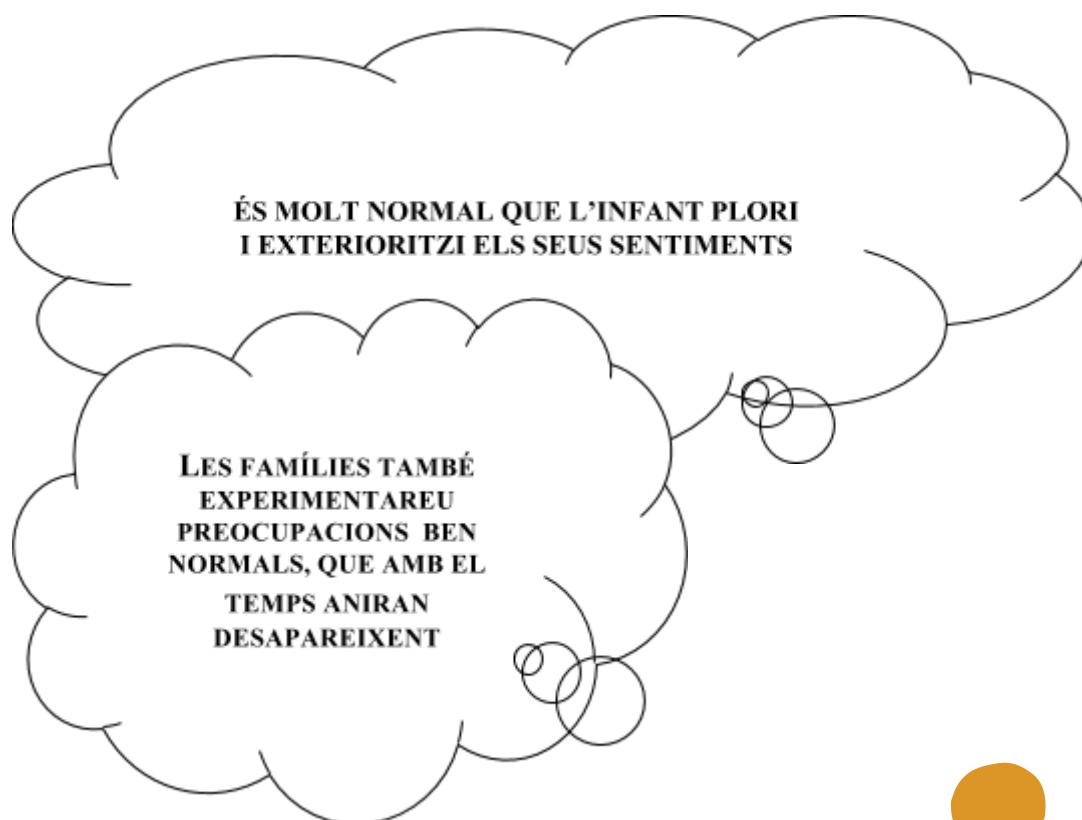 ÉS MOLT NORMAL QUE L’INFANT PLORI
I EXTERIORITZI ELS SEUS SENTIMENTS
LES FAMÍLIES TAMBÉ
EXPERIMENTAREU
PREOCUPACIONS BEN
NORMALS, QUE AMB EL
TEMPS ANIRAN
DESAPAREIXENT